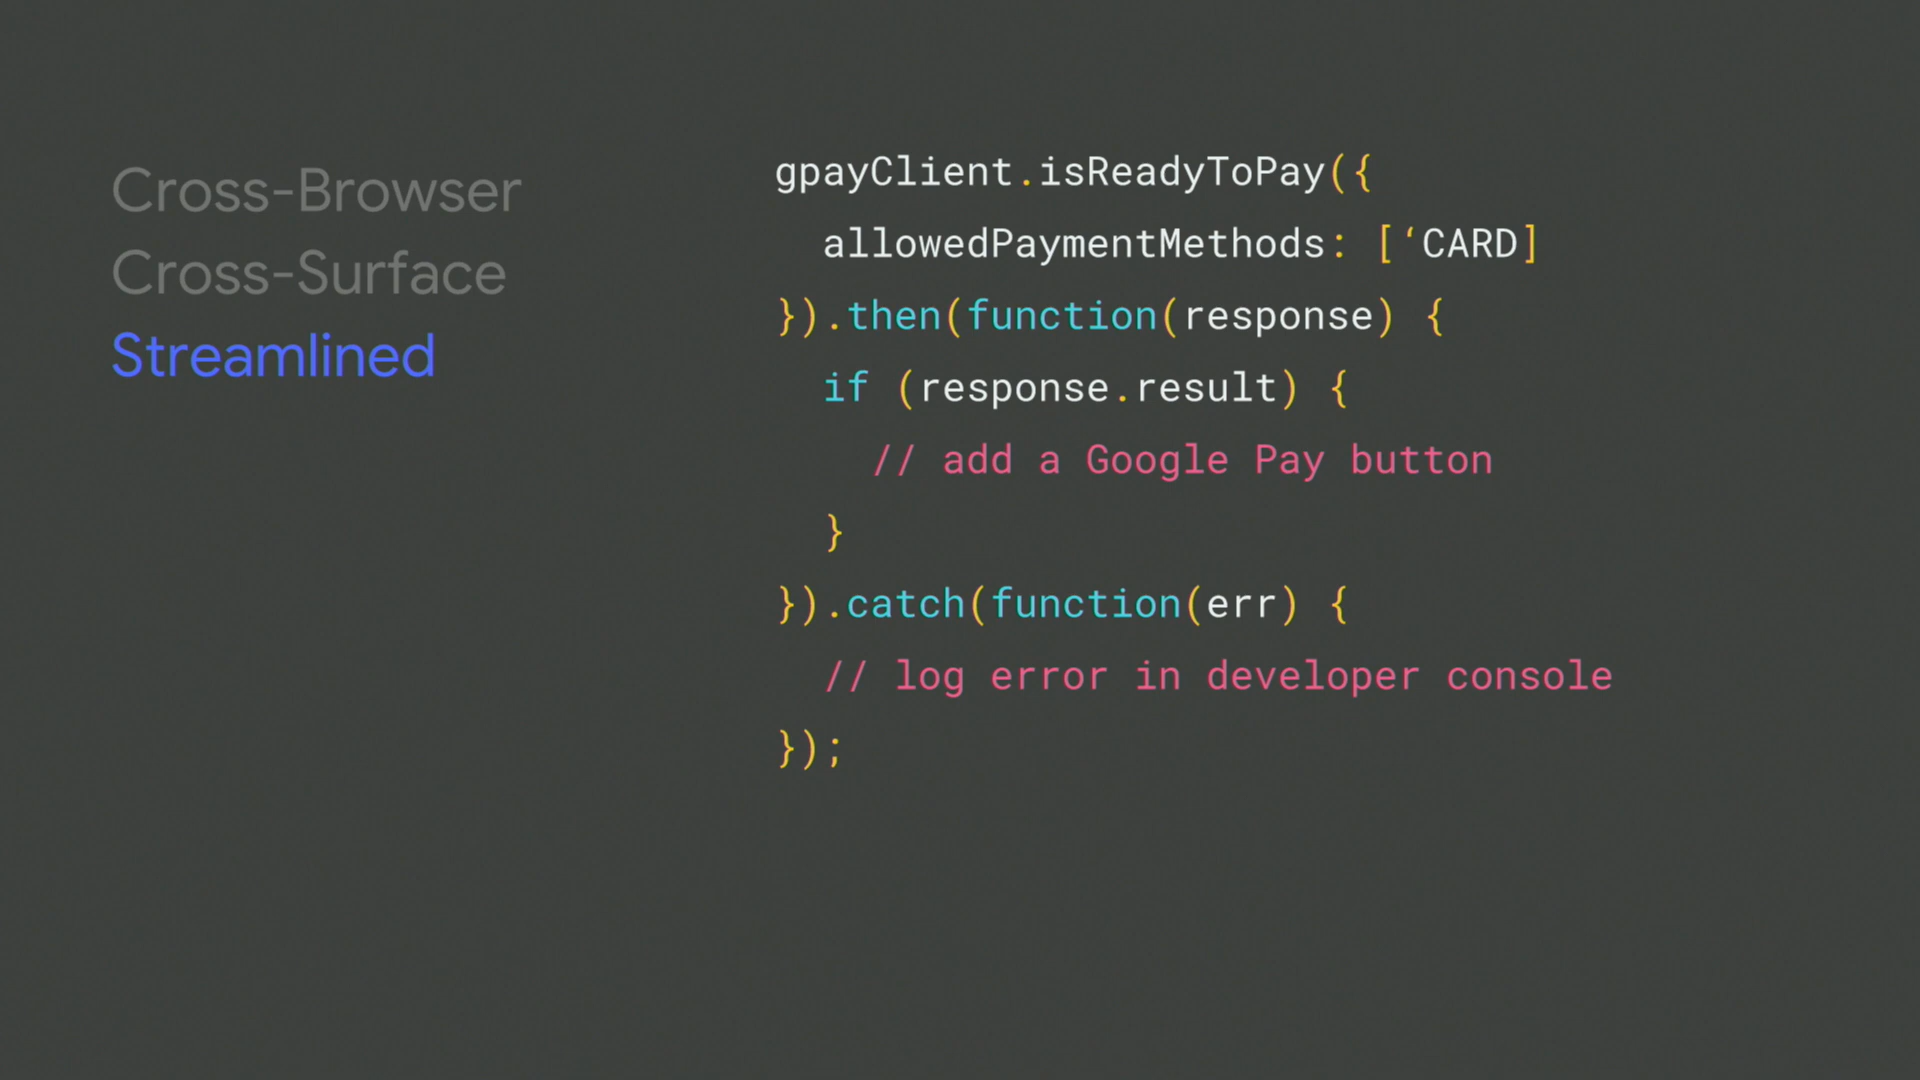 Cross-Browser
Cross-Surface
Streamlined
gpayClient.isReadyToPay({
  allowedPaymentMethods: [‘CARD]
}).then(function(response) {
  if (response.result) {
    // add a Google Pay button
  }
}).catch(function(err) {
  // log error in developer console
});